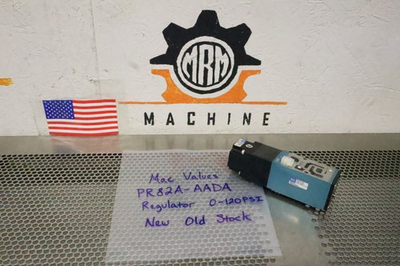 MRM
MACHINE
Mac Valves
PR82A-AADA
Regulator 0-120PSI
New Old Stock